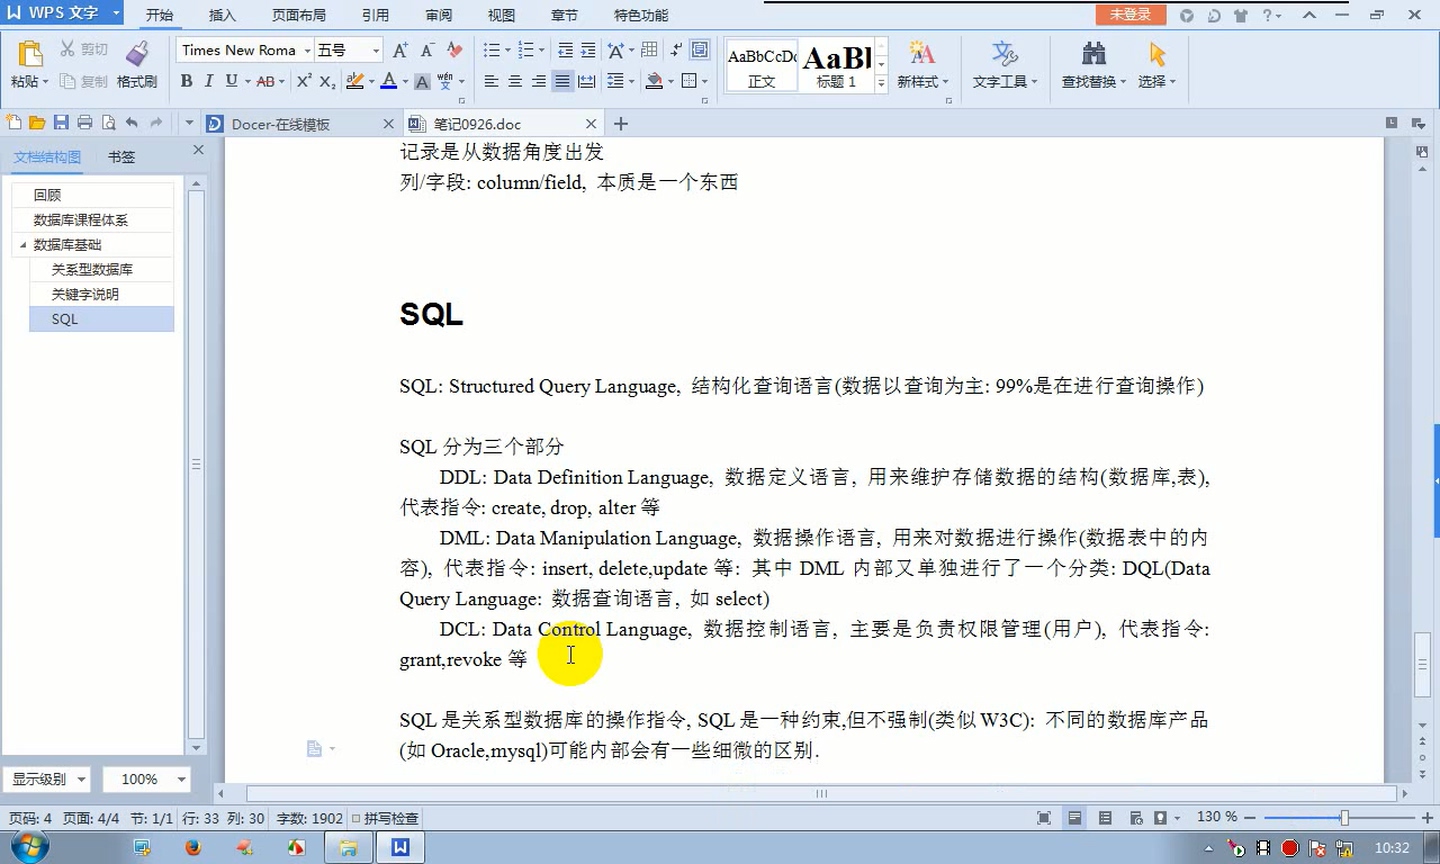 WPS 文字
开始 插入 页面布局 引用 审阅 视图 章节 特色功能
未登录
粘贴 剪切 复制 格式刷
Times New Roma 五号
AaBbCcDd 正文
AaBl 标题 1
新样式 文字工具 查找替换 选择
Docer-在线模板 笔记0926.doc
文档结构图 书签
回顾
数据库课程体系
数据库基础
关系型数据库
关键字说明
SQL
显示级别 100%
记录是从数据角度出发
列/字段: column/field, 本质是一个东西
SQL
SQL: Structured Query Language, 结构化查询语言(数据以查询为主: 99%是在进行查询操作)
SQL 分为三个部分
DDL: Data Definition Language, 数据定义语言, 用来维护存储数据的结构(数据库,表),
代表指令: create, drop, alter 等
DML: Data Manipulation Language, 数据操作语言, 用来对数据进行操作(数据表中的内
容), 代表指令: insert, delete,update 等: 其中 DML 内部又单独进行了一个分类: DQL(Data
Query Language: 数据查询语言, 如 select)
DCL: Data Control Language, 数据控制语言, 主要是负责权限管理(用户), 代表指令:
grant,revoke 等
SQL 是关系型数据库的操作指令, SQL 是一种约束,但不强制(类似 W3C): 不同的数据库产品
(如 Oracle,mysql)可能内部会有一些细微的区别.
页码: 4 页面: 4/4 节: 1/1 行: 33 列: 30 字数: 1902 拼写检查 130 %
10:32